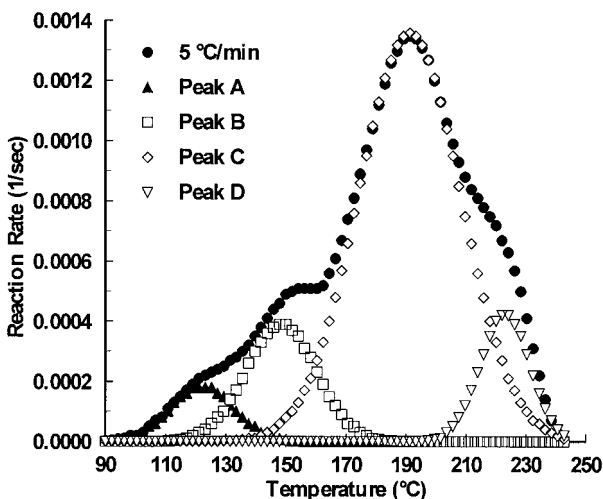 Reaction Rate (1/sec)
0.0014
0.0012
0.0010
0.0008
0.0006
0.0004
0.0002
0.0000
5 °C/min
Peak A
Peak B
Peak C
Peak D
90 110 130 150 170 190 210 230 250
Temperature (°C)